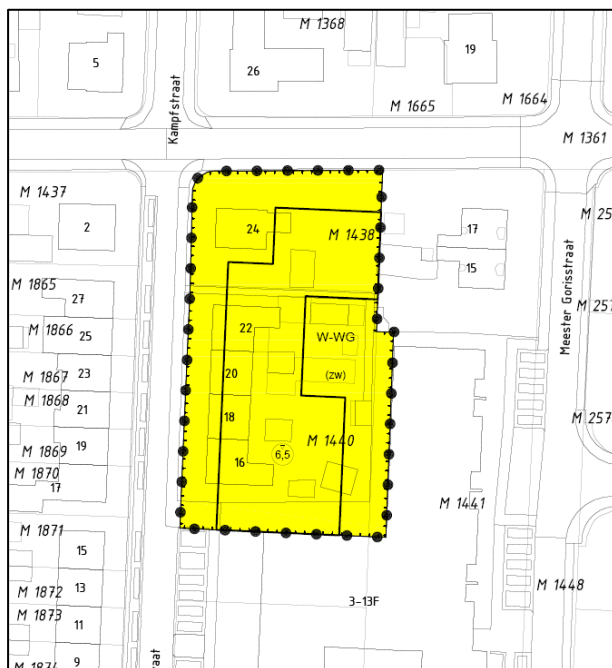 M 1368
5
26
19
M 1665
M 1664
Kampfstraat
M 1361
M 1437
2
24
M 1438
17
15
Meester Gorisstraat
M 1865
27
M 1866
25
22
W-WG
M 1867
23
20
(zw)
M 1868
21
18
M 257
M 1869
19
M 1440
M 1870
17
16
6,5
M 1441
M 1871
15
M 1872
13
M 1448
M 1873
11
3-13F
M 1874
9
straat